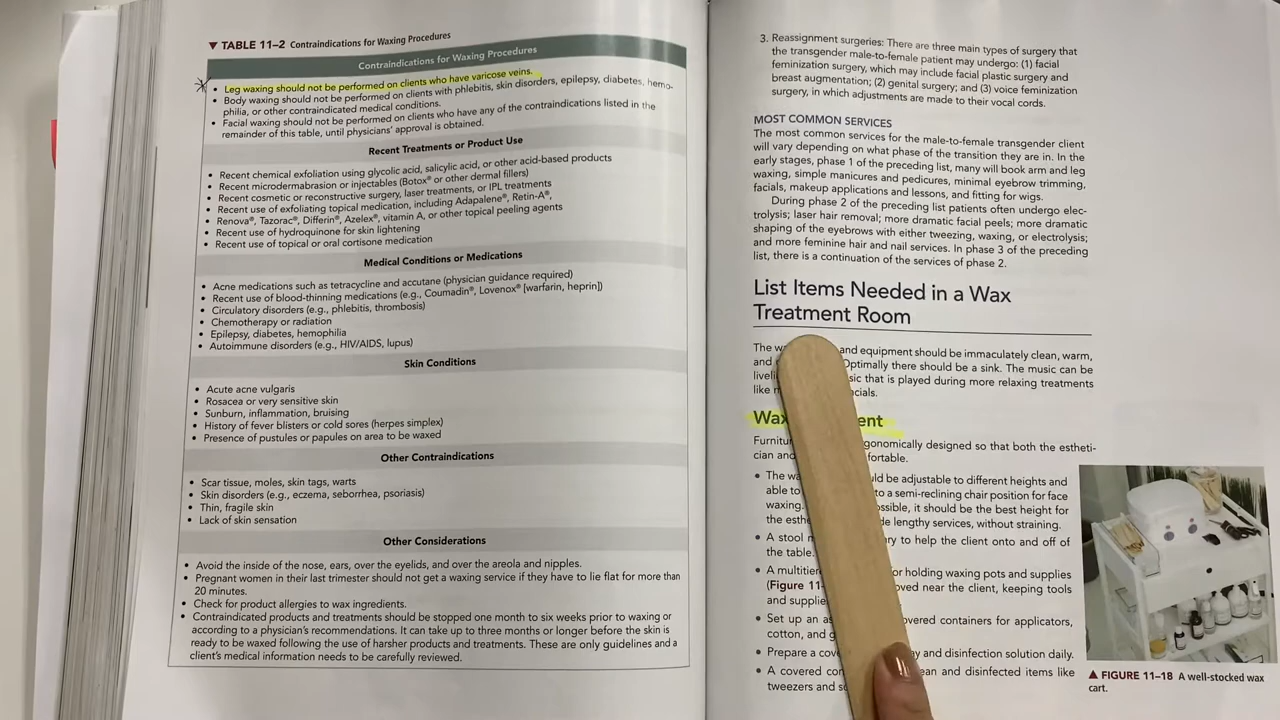 ▼ TABLE 11–2 Contraindications for Waxing Procedures
Contraindications for Waxing Procedures
• Leg waxing should not be performed on clients who have varicose veins.
• Body waxing should not be performed on clients with phlebitis, skin disorders, epilepsy, diabetes, hemo-
philia, or other contraindicated medical conditions.
• Facial waxing should not be performed on clients who have any of the contraindications listed in the
remainder of this table, until physicians' approval is obtained.
Recent Treatments or Product Use
• Recent chemical exfoliation using glycolic acid, salicylic acid, or other acid-based products
• Recent microdermabrasion or injectables (Botox® or other dermal fillers)
• Recent cosmetic or reconstructive surgery, laser treatments, or IPL treatments
• Recent use of exfoliating topical medication, including Adapalene®, Retin-A®,
• Renova®, Tazorac®, Differin®, Azelex®, vitamin A, or other topical peeling agents
• Recent use of hydroquinone for skin lightening
• Recent use of topical or oral cortisone medication
Medical Conditions or Medications
• Acne medications such as tetracycline and accutane (physician guidance required)
• Recent use of blood-thinning medications (e.g., Coumadin®, Lovenox® [warfarin, heprin])
• Circulatory disorders (e.g., phlebitis, thrombosis)
• Chemotherapy or radiation
• Epilepsy, diabetes, hemophilia
• Autoimmune disorders (e.g., HIV/AIDS, lupus)
Skin Conditions
• Acute acne vulgaris
• Rosacea or very sensitive skin
• Sunburn, inflammation, bruising
• History of fever blisters or cold sores (herpes simplex)
• Presence of pustules or papules on area to be waxed
Other Contraindications
• Scar tissue, moles, skin tags, warts
• Skin disorders (e.g., eczema, seborrhea, psoriasis)
• Thin, fragile skin
• Lack of skin sensation
Other Considerations
• Avoid the inside of the nose, ears, over the eyelids, and over the areola and nipples.
• Pregnant women in their last trimester should not get a waxing service if they have to lie flat for more than
20 minutes.
• Check for product allergies to wax ingredients.
• Contraindicated products and treatments should be stopped one month to six weeks prior to waxing or
according to a physician's recommendations. It can take up to three months or longer before the skin is
ready to be waxed following the use of harsher products and treatments. These are only guidelines and a
client's medical information needs to be carefully reviewed.
3. Reassignment surgeries: There are three main types of surgery that
the transgender male-to-female patient may undergo: (1) facial
feminization surgery, which may include facial plastic surgery and
breast augmentation; (2) genital surgery; and (3) voice feminization
surgery, in which adjustments are made to their vocal cords.
MOST COMMON SERVICES
The most common services for the male-to-female transgender client
will vary depending on what phase of the transition they are in. In the
early stages, phase 1 of the preceding list, many will book arm and leg
waxing, simple manicures and pedicures, minimal eyebrow trimming,
facials, makeup applications and lessons, and fitting for wigs.
During phase 2 of the preceding list patients often undergo elec-
trolysis; laser hair removal; more dramatic facial peels; more dramatic
shaping of the eyebrows with either tweezing, waxing, or electrolysis;
and more feminine hair and nail services. In phase 3 of the preceding
list, there is a continuation of the services of phase 2.
List Items Needed in a Wax
Treatment Room
The and equipment should be immaculately clean, warm,
and Optimally there should be a sink. The music can be
that is played during more relaxing treatments
like
Wax
ergonomically designed so that both the estheti-
cian and
• The be adjustable to different heights and
able to to a semi-reclining chair position for face
waxing. it should be the best height for
the lengthy services, without straining.
• A stool to help the client onto and off of
the table.
• A for holding waxing pots and supplies
(Figure near the client, keeping tools
and
• Set up an containers for applicators,
cotton, and
• Prepare a and disinfection solution daily.
• A covered and disinfected items like
tweezers and
▲ FIGURE 11–18 A well-stocked wax
cart.